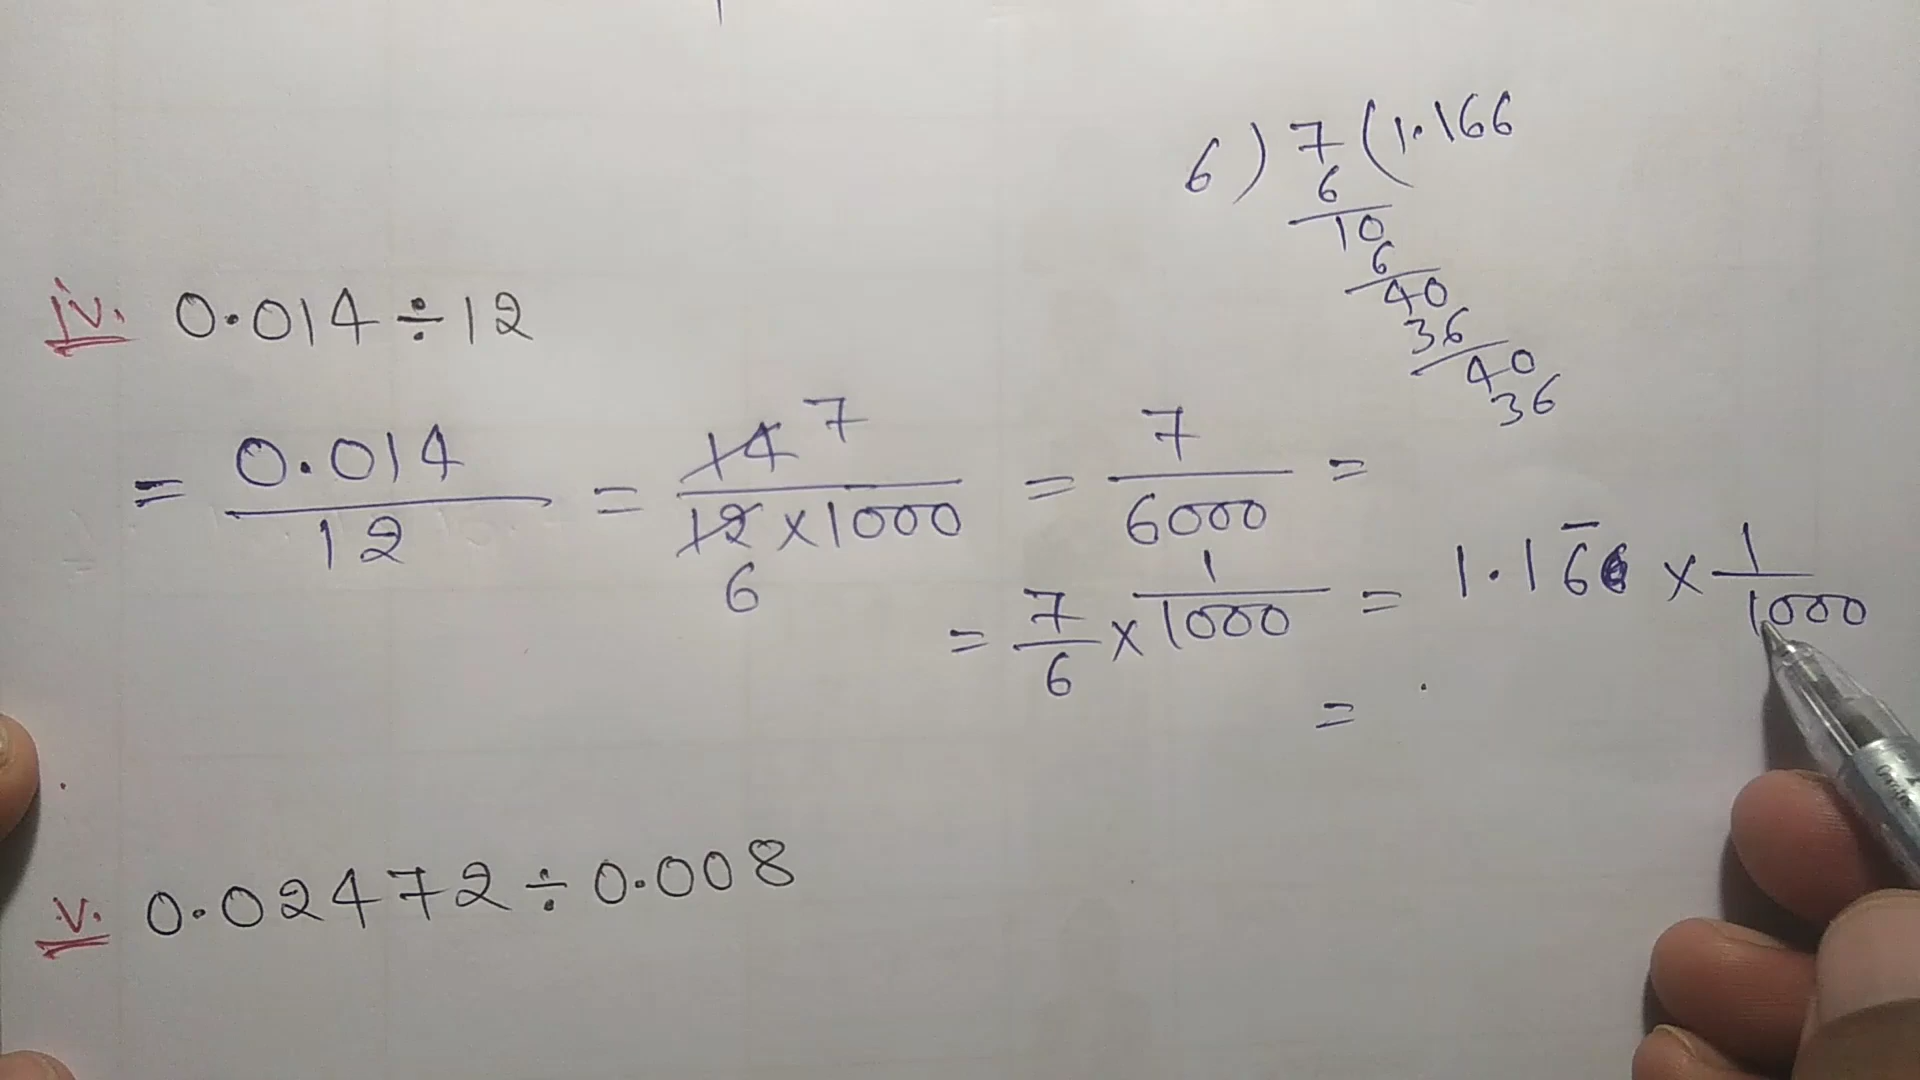 6) 7 (1.166
6
10
6
40
36
40
36
iv. 0.014 ÷ 12
= 0.014/12 = 14 7/12 6 × 1000 = 7/6000 =
= 7/6 × 1/1000 = 1.16̅ × 1/1000
=
v. 0.02472 ÷ 0.008